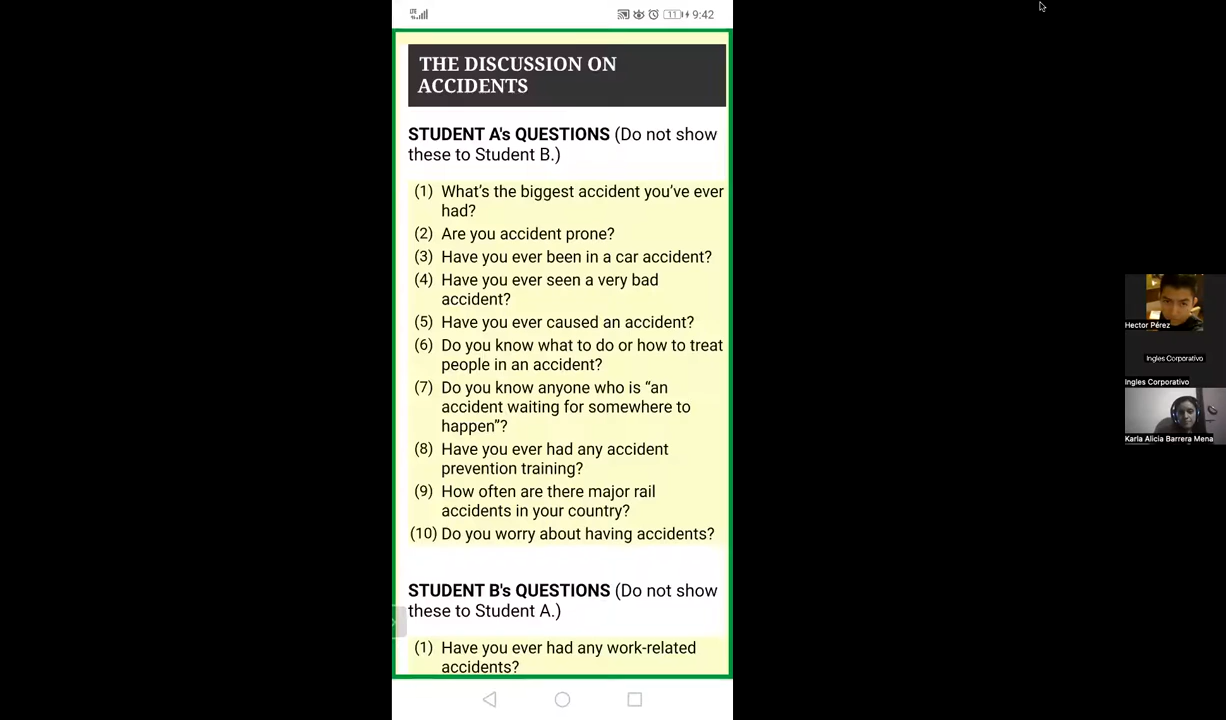 LTE
11 9:42
THE DISCUSSION ON
ACCIDENTS
STUDENT A's QUESTIONS (Do not show
these to Student B.)
(1) What's the biggest accident you've ever
had?
(2) Are you accident prone?
(3) Have you ever been in a car accident?
(4) Have you ever seen a very bad
accident?
(5) Have you ever caused an accident?
(6) Do you know what to do or how to treat
people in an accident?
(7) Do you know anyone who is “an
accident waiting for somewhere to
happen”?
(8) Have you ever had any accident
prevention training?
(9) How often are there major rail
accidents in your country?
(10) Do you worry about having accidents?
STUDENT B's QUESTIONS (Do not show
these to Student A.)
(1) Have you ever had any work-related
accidents?
Hector Pérez
Ingles Corporativo
Ingles Corporativo
Karla Alicia Barrera Mena